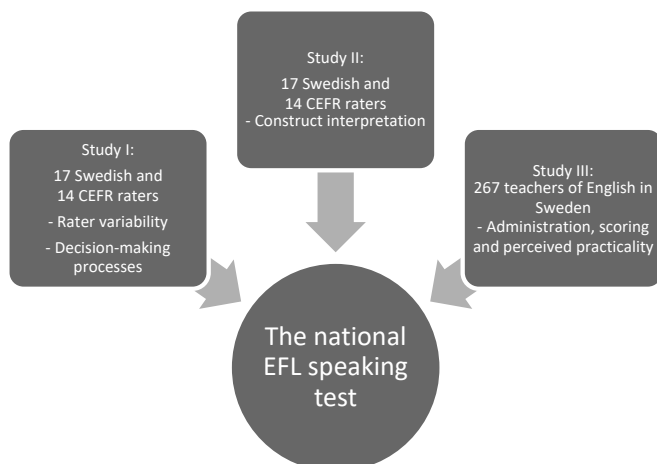 Study I:
17 Swedish and
14 CEFR raters
- Rater variability
- Decision-making
processes
Study II:
17 Swedish and
14 CEFR raters
- Construct interpretation
Study III:
267 teachers of English in
Sweden
- Administration, scoring
and perceived practicality
The national
EFL speaking
test